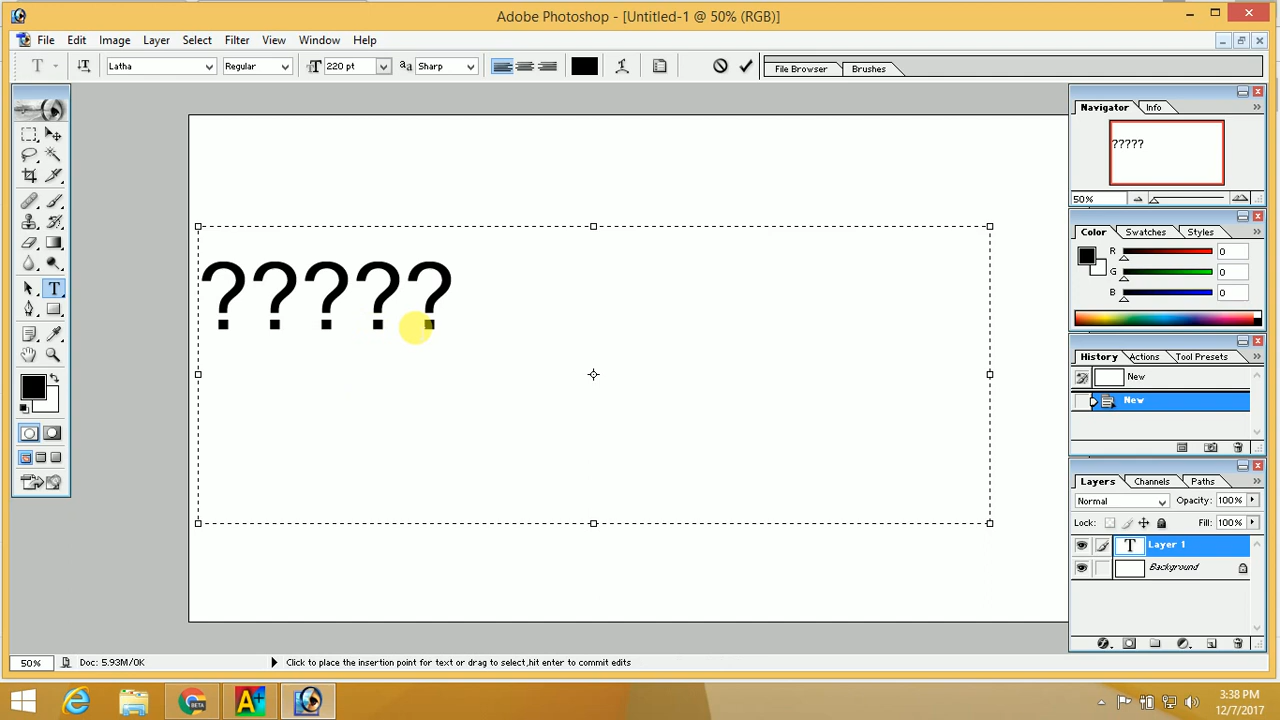 Adobe Photoshop - [Untitled-1 @ 50% (RGB)]
File Edit Image Layer Select Filter View Window Help
T Latha Regular T 220 pt aa Sharp File Browser Brushes
Navigator Info
?????
50%
Color Swatches Styles
R 0
G 0
B 0
?????
History Actions Tool Presets
New
New
Layers Channels Paths
Normal Opacity: 100%
Lock: Fill: 100%
T Layer 1
Background
50% Doc: 5.93M/0K Click to place the insertion point for text or drag to select,hit enter to commit edits
BETA A+ 3:38 PM
12/7/2017